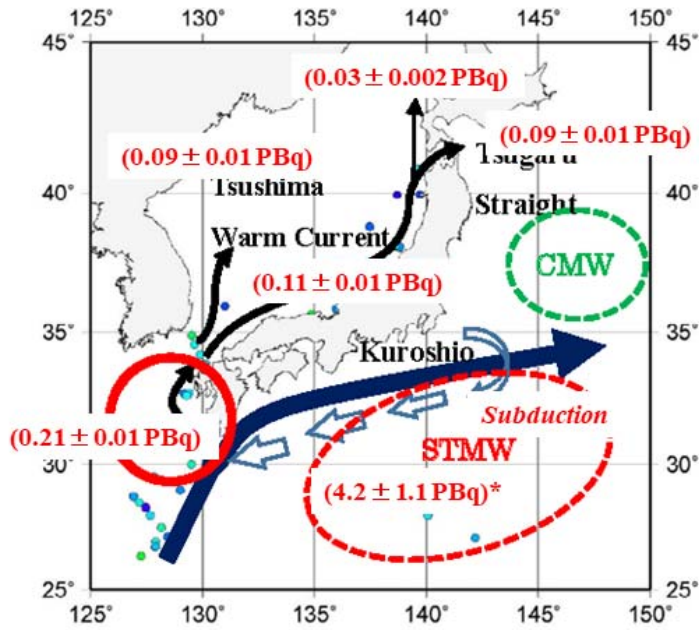 125° 130° 135° 140° 145° 150°
45° 45°
(0.03 ± 0.002 PBq)
(0.09 ± 0.01 PBq) (0.09 ± 0.01 PBq)
Tsugaru
Tsushima
40° 40°
Straight
Warm Current
CMW
(0.11 ± 0.01 PBq)
35° 35°
Kuroshio
Subduction
(0.21 ± 0.01 PBq)
STMW
30° 30°
(4.2 ± 1.1 PBq)*
25° 25°
125° 130° 135° 140° 145° 150°